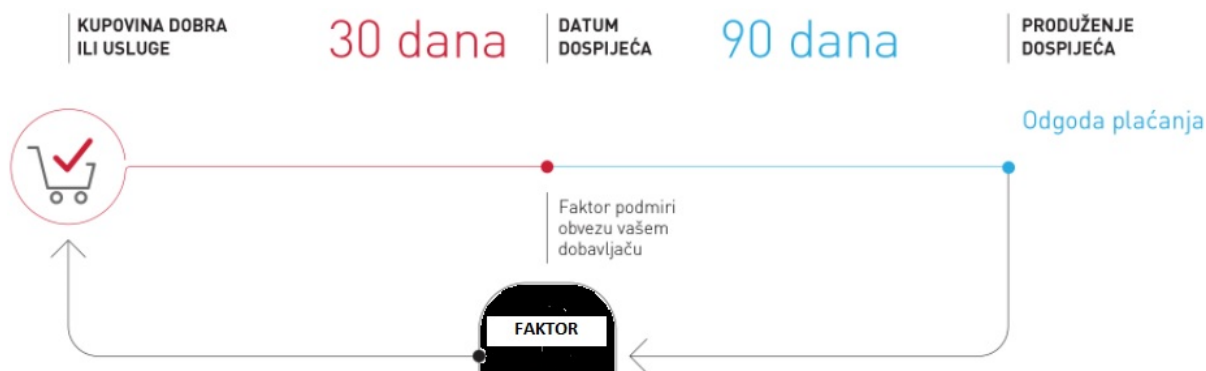 KUPOVINA DOBRA
ILI USLUGE
30 dana
DATUM
DOSPIJEĆA
90 dana
PRODUŽENJE
DOSPIJEĆA
Odgoda plaćanja
Faktor podmiri
obvezu vašem
dobavljaču
FAKTOR